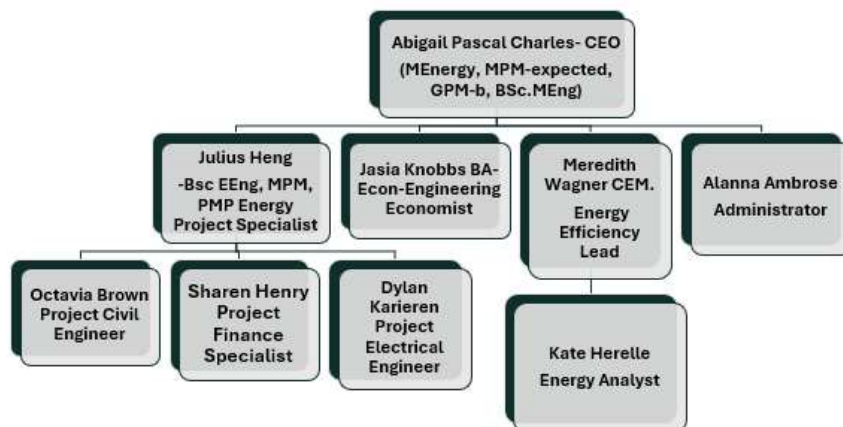 Abigail Pascal Charles- CEO
(MEnergy, MPM-expected,
GPM-b, BSc.MEng)
Julius Heng
-Bsc EEng, MPM,
PMP Energy
Project Specialist
Jasia Knobbs BA-
Econ-Engineering
Economist
Meredith
Wagner CEM.
Energy
Efficiency
Lead
Alanna Ambrose
Administrator
Octavia Brown
Project Civil
Engineer
Sharen Henry
Project
Finance
Specialist
Dylan
Karieren
Project
Electrical
Engineer
Kate Herelle
Energy Analyst